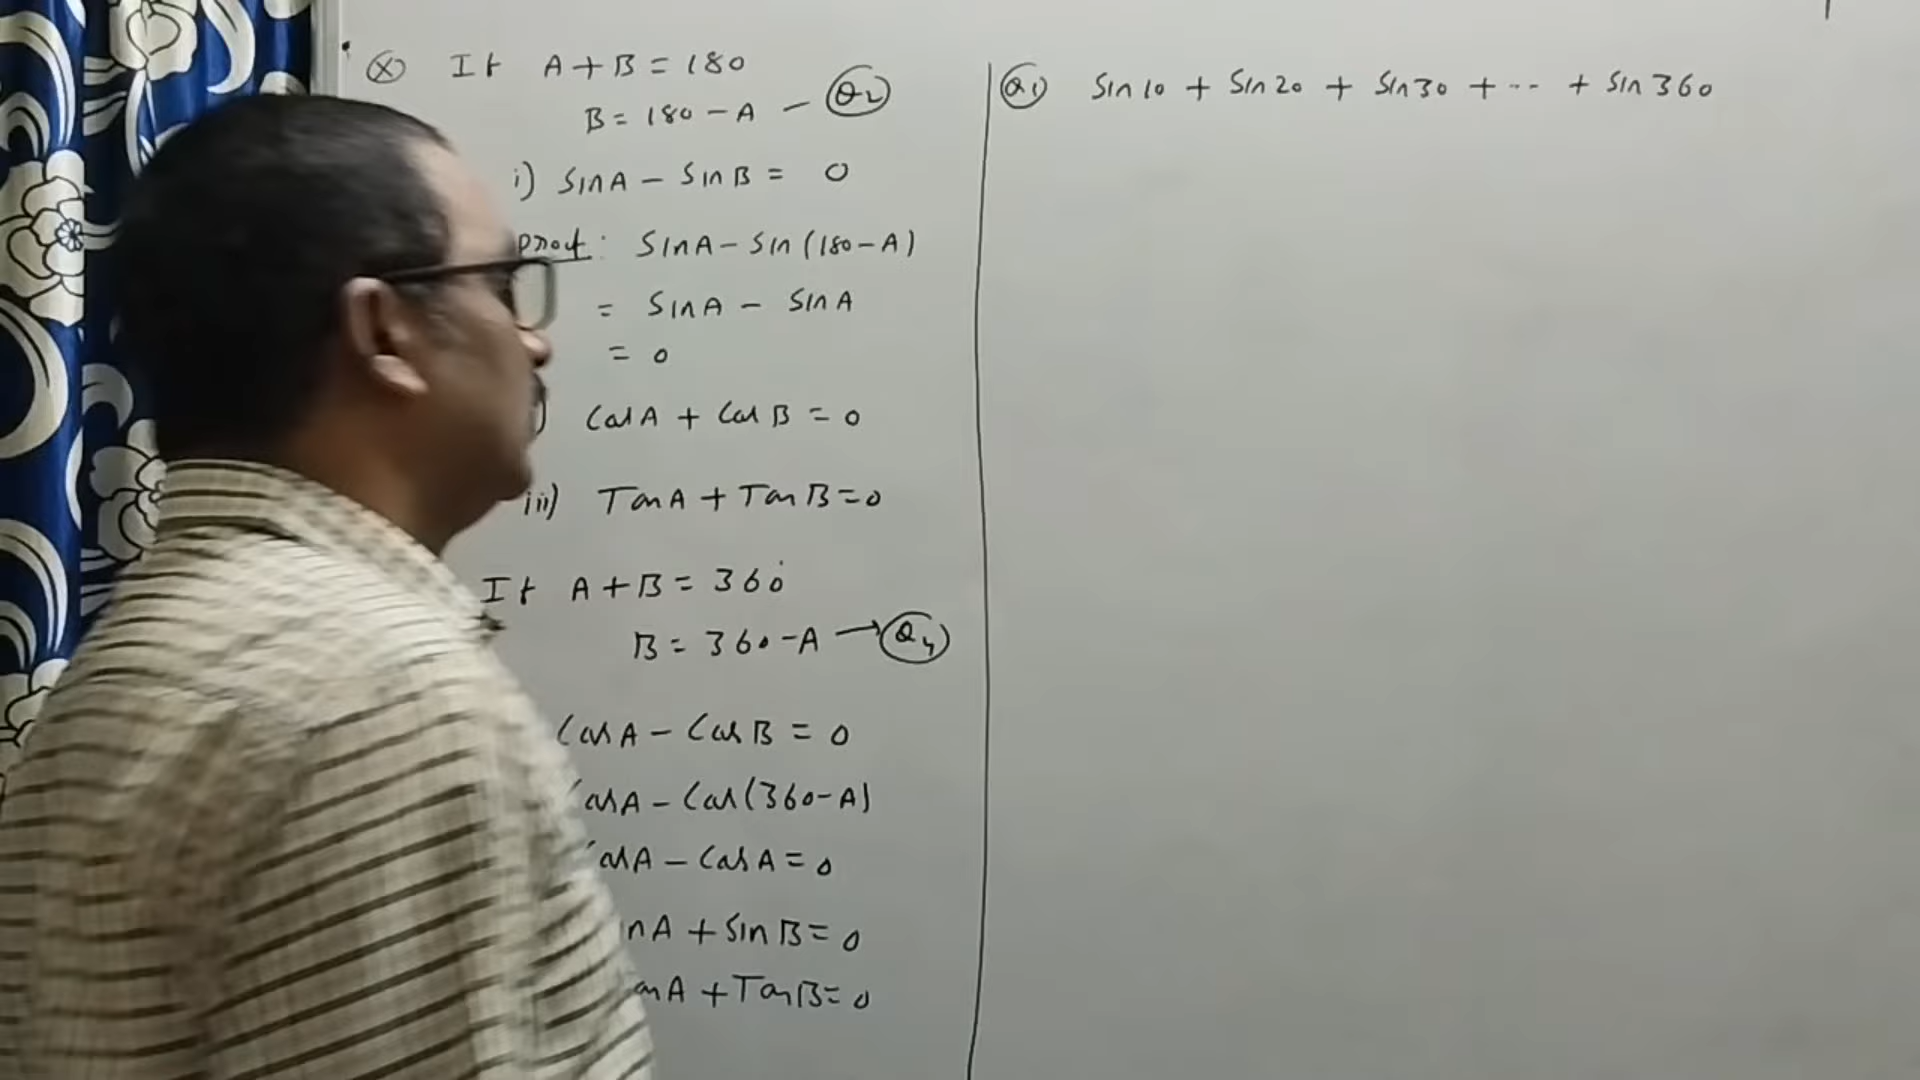 Ⓧ If A + B = 180
B = 180 - A - Q2
i) Sin A - Sin B = 0
proof: Sin A - Sin (180 - A)
= Sin A - Sin A
= 0
) Cos A + Cos B = 0
iii) Tan A + Tan B = 0
If A + B = 360°
B = 360 - A → Q4
Cos A - Cos B = 0
Cos A - Cos (360 - A)
Cos A - Cos A = 0
n A + Sin B = 0
an A + Tan B = 0
Q1 Sin 10 + Sin 20 + Sin 30 + ... + Sin 360